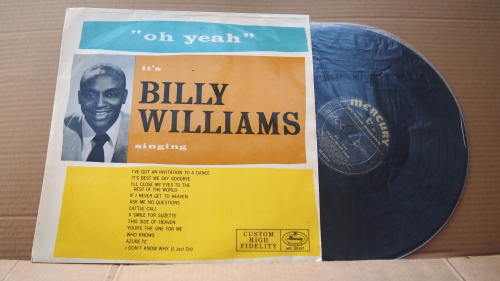 "oh yeah"
it's
BILLY
WILLIAMS
singing
I'VE GOT AN INVITATION TO A DANCE
IT'S BEST WE SAY GOODBYE
I'LL CLOSE MY EYES TO THE
REST OF THE WORLD
IF I NEVER GET TO HEAVEN
ASK ME NO QUESTIONS
CATTLE CALL
A SMILE FOR SUZETTE
THIS SIDE OF HEAVEN
YOU'RE THE ONE FOR ME
WHO KNOWS
AZURE-TE
I DON'T KNOW WHY (I Just Do)
CUSTOM
HIGH
FIDELITY
Mercury
MERCURY